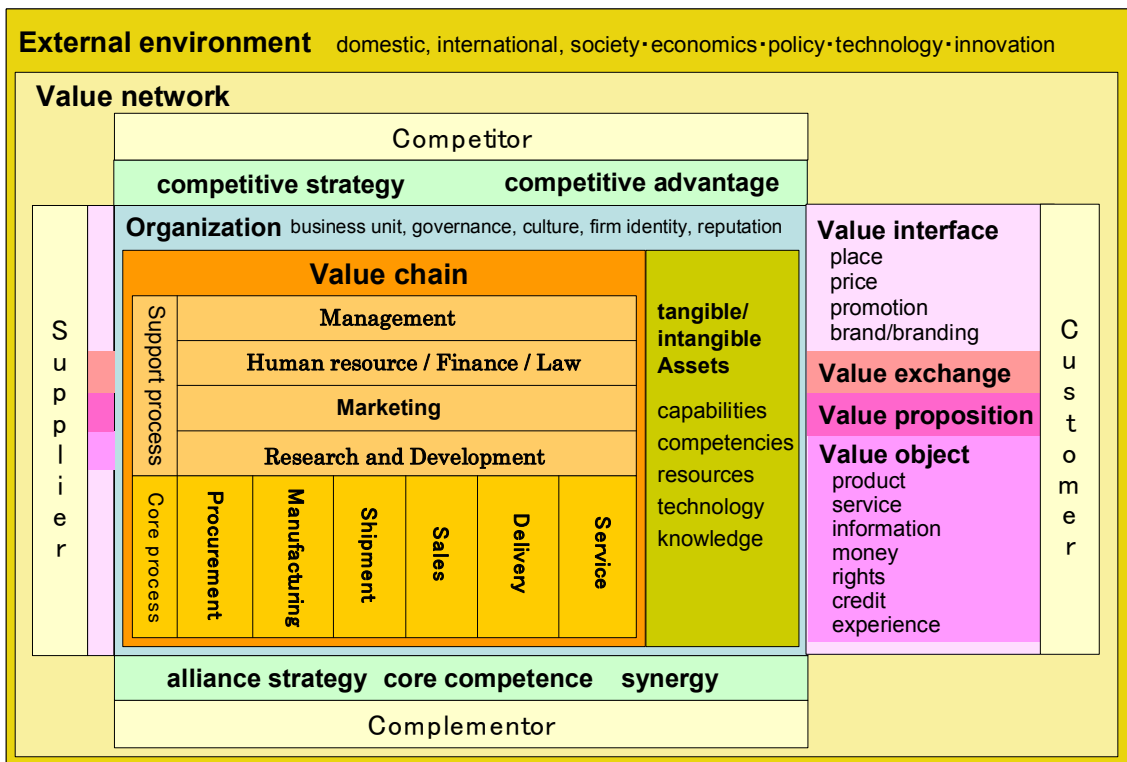 External environment domestic, international, society・economics・policy・technology・innovation
Value network
Competitor
competitive strategy competitive advantage
Supplier
Organization business unit, governance, culture, firm identity, reputation
Value chain
Support process
Management
Human resource / Finance / Law
Marketing
Research and Development
Core process
Procurement
Manufacturing
Shipment
Sales
Delivery
Service
tangible/
intangible
Assets
capabilities
competencies
resources
technology
knowledge
Value interface
place
price
promotion
brand/branding
Value exchange
Value proposition
Value object
product
service
information
money
rights
credit
experience
Customer
alliance strategy core competence synergy
Complementor